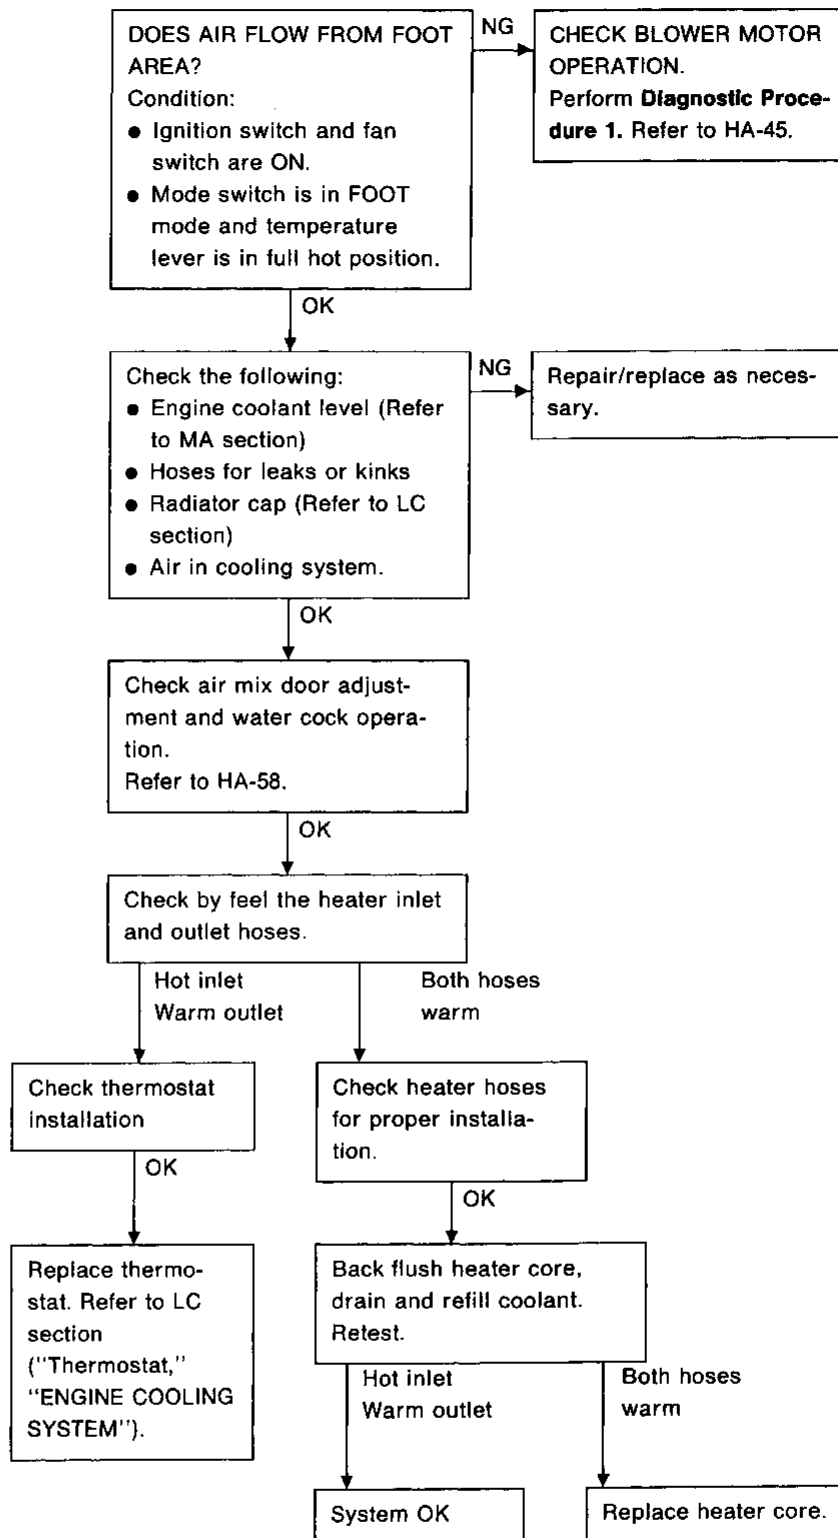 DOES AIR FLOW FROM FOOT
AREA?
Condition:
● Ignition switch and fan
switch are ON.
● Mode switch is in FOOT
mode and temperature
lever is in full hot position.
NG
CHECK BLOWER MOTOR
OPERATION.
Perform Diagnostic Proce-
dure 1. Refer to HA-45.
OK
Check the following:
● Engine coolant level (Refer
to MA section)
● Hoses for leaks or kinks
● Radiator cap (Refer to LC
section)
● Air in cooling system.
NG
Repair/replace as neces-
sary.
OK
Check air mix door adjust-
ment and water cock opera-
tion.
Refer to HA-58.
OK
Check by feel the heater inlet
and outlet hoses.
Hot inlet
Warm outlet
Both hoses
warm
Check thermostat
installation
Check heater hoses
for proper installa-
tion.
OK
OK
Replace thermo-
stat. Refer to LC
section
("Thermostat,"
"ENGINE COOLING
SYSTEM").
Back flush heater core,
drain and refill coolant.
Retest.
Hot inlet
Warm outlet
Both hoses
warm
System OK
Replace heater core.